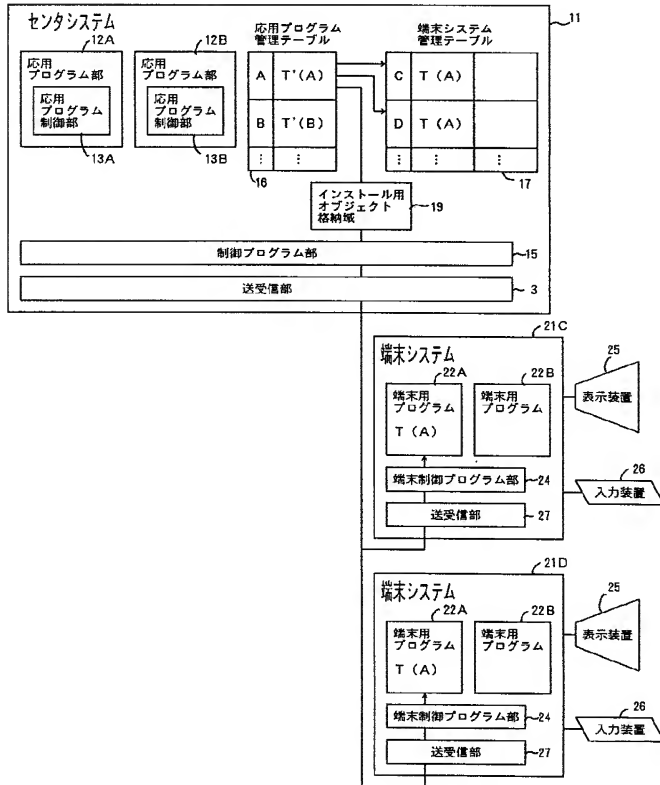 センタシステム
11
12A
12B
応用プログラム
管理テーブル
端末システム
管理テーブル
応用
プログラム部
応用
プログラム
制御部
13A
応用
プログラム部
応用
プログラム
制御部
13B
A T'(A)
B T'(B)
⋮ ⋮
16
C T(A)
D T(A)
⋮ ⋮ ⋮
17
インストール用
オブジェクト
格納域
19
制御プログラム部
15
送受信部
3
21C
端末システム
22A
22B
端末用
プログラム
T(A)
端末用
プログラム
25
表示装置
端末制御プログラム部
24
26
入力装置
送受信部
27
21D
端末システム
22A
22B
端末用
プログラム
T(A)
端末用
プログラム
25
表示装置
端末制御プログラム部
24
26
入力装置
送受信部
27